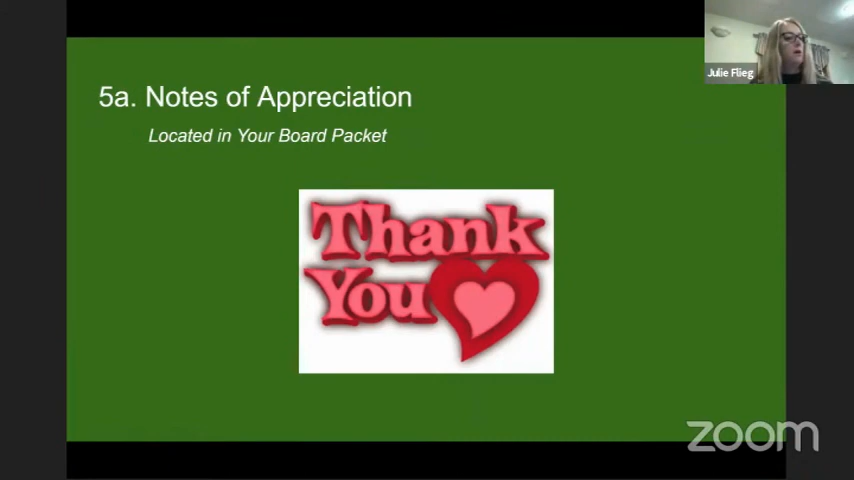 Julie Flieg
5a. Notes of Appreciation
Located in Your Board Packet
Thank
You
zoom